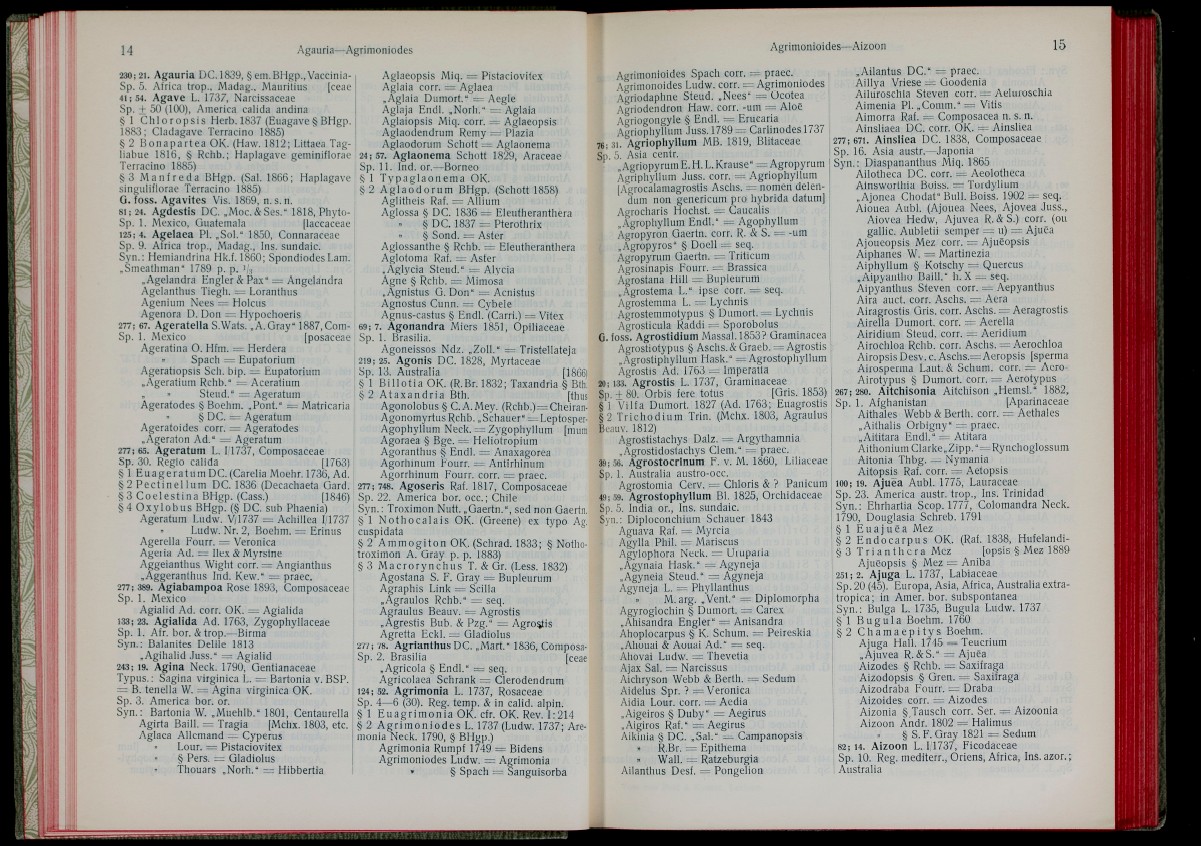 14
Agauria—Agrimoniodes
230; 21. Agauria DC. 1839, § em. BHgp., Vaccinia-
Sp. 5. Africa trop., Madag., Mauritius [ceae
41; 54. Agave L. 1737, Narcissaceae
Sp. ± 50 (100), America calida andina
§ 1 Chloropsis Herb. 1837 (Euagave § BHgp.
1883; Cladagave Terracino 1885)
§ 2 Bonapartea OK. (Haw. 1812; Littaea Tag-
liabue 1816, § Rchb.; Haplagave geminiflorae
Terracino 1885)
§ 3 Manfreda BHgp. (Sal. 1866; Haplagave
singuliflorae Terracino 1885)
G. foss. Agavites Vis. 1869, n. s. n.
81; 24. Agdestis DC. „Moc. & Ses.“ 1818, Phyto-
Sp. 1. Mexico, Guatemala [laccaceae
125; 4. Agelaea Pl. „Sol.“ 1850, Connaraceae
Sp. 9. Africa trop., Madag., Ins. sundaic.
Syn.: Hemiandrina Hk.f. 1860; Spondiodes Lam.
„Smeathman“ 1789 p. p.
„Agelandra Engler & Pax“ = Angelandra
Agelanthus Tiegh. = Loranthus
Agenium Nees = Holcus
Agenora D. Don = Hypochoeris
277; 67. Ageratella S.Wats. „A. Gray“ 1887, Com-
Sp. 1. Mexico [posaceae
Ageratina O. Hfm. = Herdera
" Spach = Eupatorium
Ageratiopsis Sch. bip. = Eupatorium
„Ageratium Rchb.“ = Aceratium
" " Steud.“ = Ageratum
Ageratodes § Boehm. „Pont.“ = Matricaria
" § DC. = Ageratum
Ageratoides corr. = Ageratodes
„Ageraton Ad.“ = Ageratum
277; 65. Ageratum L. I/1737, Composaceae
Sp. 30. Regio calida [1763)
§ 1 Euageratum DC. (Carelia Moehr. 1736, Ad.
§ 2 Pectinellum DC. 1836 (Decachaeta Gard.
§ 3 Coelestina BHgp. (Cass.) [1846)
§ 4 Oxylobus BHgp. (§ DC. sub Phaenia)
Ageratum Ludw. V/1737 = Achillea I/1737
" Ludw. Nr. 2, Boehm. = Erinus
Agerella Fourr. = Veronica
Ageria Ad. = Ilex & Myrsine
Aggeianthus Wight corr. = Angianthus
„Aggeranthus Ind. Kew.“ = praec.
277; 389. Agiabampoa Rose 1893, Composaceae
Sp. 1. Mexico
Agialid Ad. corr. OK. = Agialida
133; 23. Agialida Ad. 1763, Zygophyllaceae
Sp. 1. Afr. bor. & trop.—Birma
Syn.: Balanites Delile 1813
„Agihalid Juss.“ = Agialid
243; 19. Agina Neck. 1790, Gentianaceae
Typus.: Sagina virginica L. = Bartonia v. BSP.
= B. tenella W. = Agina virginica OK.
Sp. 3. America bor. or.
Syn.: Bartonia W. „Muehlb.“ 1801, Centaurella
Agirta Baill. = Tragia [Mchx. 1803, etc.
Aglaca Allemand = Cyperus
" Lour. = Pistaciovitex
" § Pers. = Gladiolus
" Thouars „Norh.“ = Hibbertia
Aglaeopsis Miq. = Pistaciovitex
Aglaia corr. = Aglaea
„Aglaia Dumort.“ = Aegle
Aglaja Endl. „Norh.“ = Aglaia
Aglaiopsis Miq. corr. = Aglaeopsis
Aglaodendrum Remy = Plazia
Aglaodorum Schott = Aglaonema
24; 57. Aglaonema Schott 1829, Araceae
Sp. 11. Ind. or.—Borneo
§ 1 Typaglaonema OK.
§ 2 Aglaodorum BHgp. (Schott 1858)
Aglitheis Raf. = Allium
Aglossa § DC. 1836 = Eleutheranthera
" § DC. 1837 = Pterothrix
" § Sond. = Aster
Aglossanthe § Rchb. = Eleutheranthera
Aglotoma Raf. = Aster
„Aglycia Steud.“ = Alycia
Agne § Rchb. = Mimosa
„Agnistus G. Don“ = Acnistus
Agnostus Cunn. = Cybele
Agnus-castus § Endl. (Carri.) = Vitex
69; 7. Agonandra Miers 1851, Opiliaceae
Sp. 1. Brasilia.
Agoneissos Ndz. „Zoll.“ = Tristellateja
219; 25. Agonis DC. 1828, Myrtaceae
Sp. 13. Australia [1866
§ 1 Billotia OK. (R.Br. 1832; Taxandria § Bth.
§ 2 Ataxandria Bth. [thus
Agonolobus § C. A. Mey. (Rchb.) = Cheiran-
Agonomyrtus Rchb. „Schauer“ = Leptosper-
Agophyllum Neck. = Zygophyllum [mum
Agoraea § Bge. = Heliotropium
Agoranthus § Endl. = Anaxagorea
Agorhinum Fourr. = Antirhinum
Agorrhinum Fourr. corr. = praec.
277; 748. Agoseris Raf. 1817, Composaceae
Sp. 22. America bor. occ.; Chile
Syn.: Troximon Nutt. „Gaertn.“, sed non Gaertn.
§ 1 Nothocalais OK. (Greene) ex typo Ag.
cuspidata
§ 2 Ammogiton OK. (Schrad. 1833; § Notho-
troximon A. Gray p. p. 1883)
§ 3 Macrorynchus T. & Gr. (Less. 1832)
Agostana S. F. Gray = Bupleurum
Agraphis Link = Scilla
„Agraulos Rchb.“ = seq.
Agraulus Beauv. = Agrostis
„Agrestis Bub. & Pzg.“ = Agrostis
Agretta Eckl. = Gladiolus
277; 78. Agrianthus DC. „Mart.“ 1836, Composa-
Sp. 2. Brasilia [ceae
„Agricola § Endl.“ = seq.
Agricolaea Schrank = Clerodendrum
124; 52. Agrimonia L. 1737, Rosaceae
Sp. 4—6 (30). Reg. temp. & in calid. alpin.
§ 1 Euagrimonia OK. cfr. OK. Rev. I: 214
§ 2 Agrimoniodes L. 1737 (Ludw. 1737; Are-
monia Neck. 1790, § BHgp.)
Agrimonia Rumpf 1749 = Bidens
Agrimoniodes Ludw. = Agrimonia
" § Spach = Sanguisorba
Agrimonioides—Aizoon
15
Agrimonioides Spach corr. = praec.
Agrimonoides Ludw. corr. = Agrimoniodes
Agriodaphne Steud. „Nees“ = Ocotea
Agriodendron Haw. corr. -um = Aloë
Agriogongyle § Endl. = Erucaria
Agriophyllum Juss. 1789 = Carlinodes 1737
76; 31. Agriophyllum MB. 1819, Blitaceae
Sp. 5. Asia centr.
„Agriopyrum E. H. L. Krause“ = Agropyrum
Agriphyllum Juss. corr. = Agriophyllum
[Agrocalamagrostis Aschs. = nomen delen-
dum non genericum pro hybrida datum]
Agrocharis Hochst. = Caucalis
„Agrophyllum Endl.“ = Agophyllum
Agropyron Gaertn. corr. R. & S. = -um
„Agropyros“ § Doell = seq.
Agropyrum Gaertn. = Triticum
Agrosinapis Fourr. = Brassica
Agrostana Hill = Bupleurum
„Agrostema L.“ ipse corr. = seq.
Agrostemma L. = Lychnis
Agrostemmotypus § Dumort. = Lychnis
Agrosticula Raddi = Sporobolus
G. foss. Agrostidium Massal. 1853? Graminacea
Agrostiotypus § Aschs. & Graeb. = Agrostis
„Agrostiphyllum Hask.“ = Agrostophyllum
Agrostis Ad. 1763 = Imperatia
20; 133. Agrostis L. 1737, Graminaceae
Sp. ± 80. Orbis fere totus [Gris. 1853)
§ 1 Vilfa Dumort. 1827 (Ad. 1763; Euagrostis
§ 2 Trichodium Trin. (Mchx. 1803, Agraulus
Beauv. 1812)
Agrostistachys Dalz. = Argythamnia
„Agrostidostachys Clem.“ = praec.
38; 56. Agrostocrinum F. v. M. 1860, Liliaceae
Sp. 1. Australia austro-occ.
Agrostomia Cerv. = Chloris & ? Panicum
49; 59. Agrostophyllum Bl. 1825, Orchidaceae
Sp. 5. India or., Ins. sundaic.
Syn.: Diploconchium Schauer 1843
Aguava Raf. = Myrcia
Agylla Phil. = Mariscus
Agylophora Neck. = Uruparia
„Agynaia Hask.“ = Agyneja
„Agyneia Steud.“ = Agyneja
Agyneja L. = Phyllanthus
" M. arg. „Vent.“ = Diplomorpha
Agyroglochin § Dumort. = Carex
„Ahisandra Engler“ = Anisandra
Ahoplocarpus § K. Schum. = Peireskia
„Ahouai & Aouai Ad.“ = seq.
Ahovai Ludw. = Thevetia
Ajax Sal. = Narcissus
Aichryson Webb & Berth. = Sedum
Aidelus Spr. ? = Veronica
Aidia Lour. corr. = Aedia
„Aigeiros § Duby“ = Aegirus
„Aigiros Raf.“ = Aegirus
Aikinia § DC. „Sal.“ = Campanopsis
" R.Br. = Epithema
" Wall. = Ratzeburgia
Ailanthus Desf. = Pongelion
„Ailantus DC.“ = praec.
Aillya Vriese = Goodenia
Ailuroschia Steven corr. = Aeluroschia
Aimenia Pl. „Comm.“ = Vitis
Aimorra Raf. = Composacea n. s. n.
Ainsliaea DC. corr. OK. = Ainsliea
277; 671. Ainsliea DC. 1838, Composaceae
Sp. 16. Asia austr.—Japonia
Syn.: Diaspananthus Miq. 1865
Ailotheca DC. corr. = Aeolotheca
Ainsworthia Boiss. = Tordylium
„Ajonea Chodat“ Bull. Boiss. 1902 = seq.
Aiouea Aubl. (Ajouea Nees, Ajovea Juss.,
Aiovea Hedw, Ajuvea R. & S.) corr. (ou
gallic. Aubletii semper = u) = Ajuëa
Ajoueopsis Mez corr. = Ajuëopsis
Aiphanes W. = Martinezia
Aiphyllum § Kotschy = Quercus
„Aipyanthu Baill.“ h. X = seq.
Aipyanthus Steven corr. = Aepyanthus
Aira auct. corr. Aschs. = Aera
Airagrostis Gris. corr. Aschs. = Aeragrostis
Airella Dumort. corr. = Aerella
Airidium Steud. corr. = Aeridium
Airochloa Rchb. corr. Aschs. = Aerochloa
Airopsis Desv. c. Aschs. = Aeropsis [sperma
Airosperma Laut. & Schum. corr. = Aero-
Airotypus § Dumort. corr. = Aerotypus
267; 280. Aitchisonia Aitchison „Hemsl.“ 1882,
Sp. 1. Afghanistan [Aparinaceae
Aithales Webb & Berth. corr. = Aethales
„Aithalis Orbigny“ = praec.
„Aititara Endl.“ = Atitara
Aithonium Clarke „Zipp.“ = Rynchoglossum
Aitonia Thbg. = Nymania
Aitopsis Raf. corr. = Aetopsis
100; 19. Ajuëa Aubl. 1775, Lauraceae
Sp. 23. America austr. trop., Ins. Trinidad
Syn.: Ehrhartia Scop. 1777, Colomandra Neck.
1790, Douglasia Schreb. 1791
§ 1 Euajuëa Mez
§ 2 Endocarpus OK. (Raf. 1838, Hufelandi-
§ 3 Trianthera Mez [opsis § Mez 1889
Ajuëopsis § Mez = Aniba
251; 2. Ajuga L. 1737, Labiaceae
Sp. 20 (45). Europa, Asia, Africa, Australia extra-
tropica; in Amer. bor. subspontanea
Syn.: Bulga L. 1735, Bugula Ludw. 1737
§ 1 Bugula Boehm. 1760
§ 2 Chamaepitys Boehm.
Ajuga Hall. 1745 = Teucrium
„Ajuvea R. & S.“ = Ajuëa
Aizodes § Rchb. = Saxifraga
Aizodopsis § Gren. = Saxifraga
Aizodraba Fourr. = Draba
Aizoides corr. = Aizodes
Aizonia § Tausch corr. Ser. = Aizoonia
Aizoon Andr. 1802 = Halimus
" § S. F. Gray 1821 = Sedum
82; 14. Aizoon L. I/1737, Ficodaceae
Sp. 10. Reg. mediterr., Oriens, Africa, Ins. azor.;
Australia